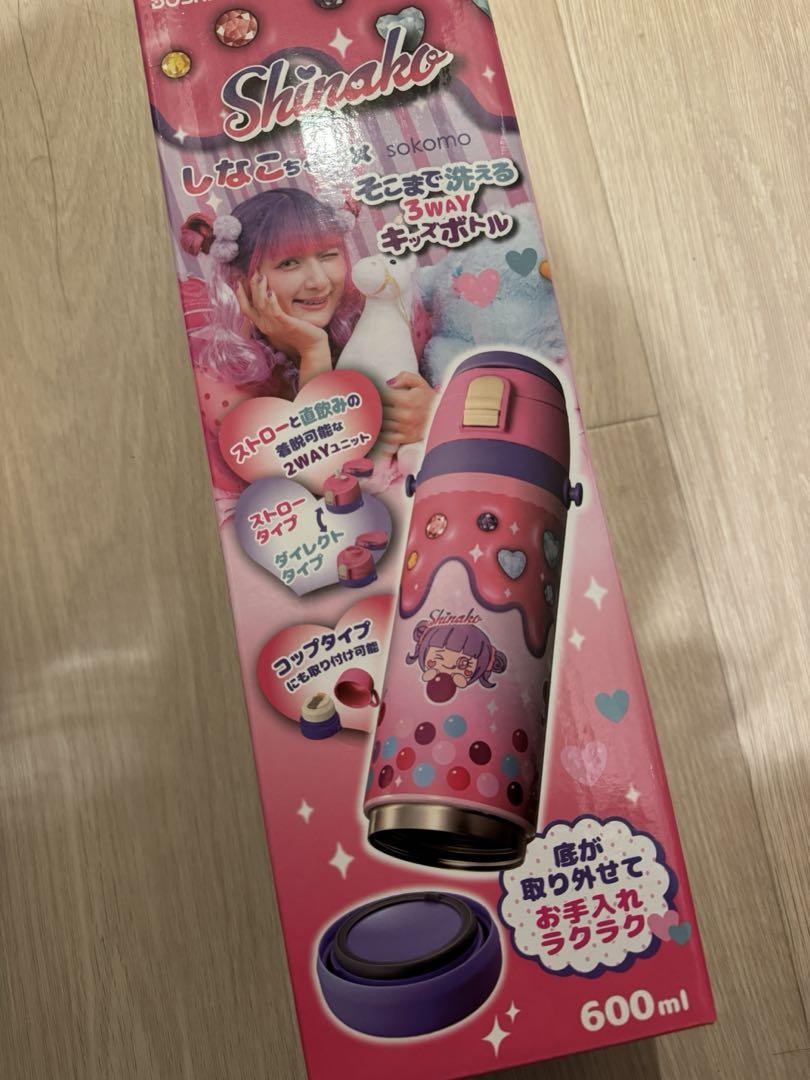 Shinako
しなこちゃん × sokomo
そこまで洗える
3WAY
キッズボトル
ストローと直飲みの
着脱可能な
2WAYユニット
ストロー
タイプ
ダイレクト
タイプ
コップタイプ
にも取り付け可能
Shinako
底が
取り外せて
お手入れ
ラクラク
600ml